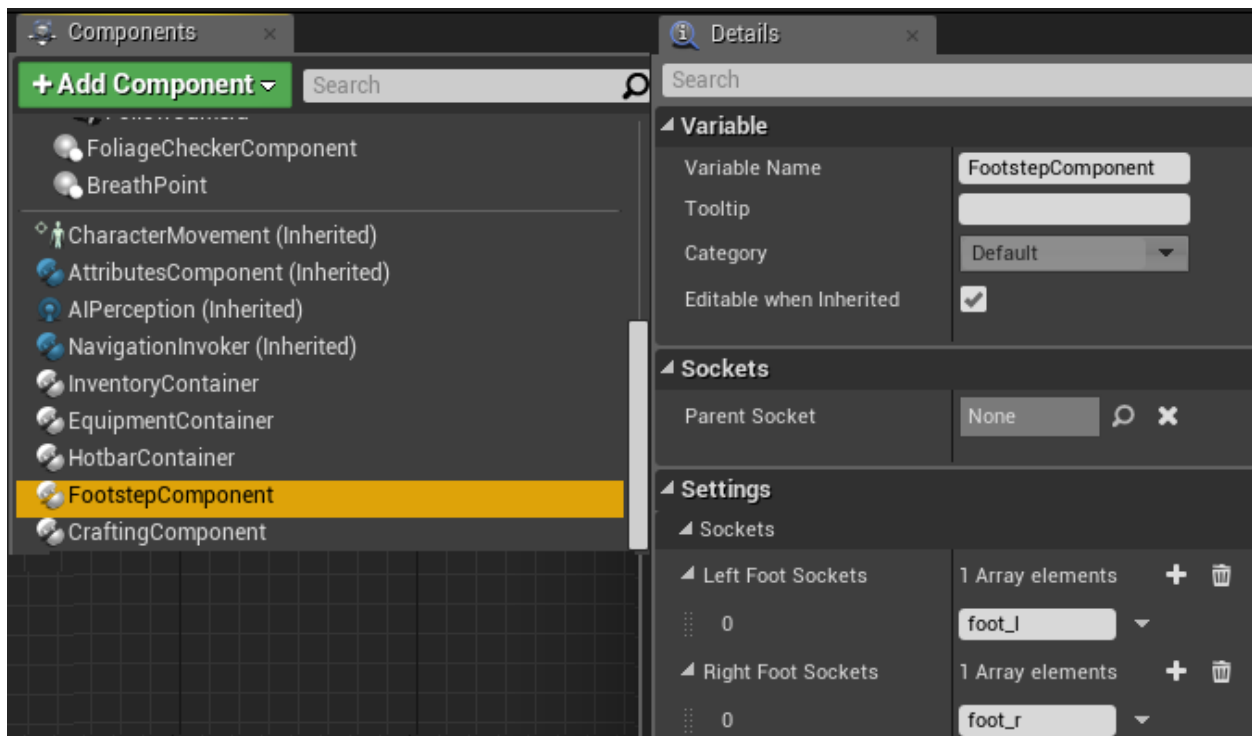 Components
+ Add Component
Search
FoliageCheckerComponent
BreathPoint
CharacterMovement (Inherited)
AttributesComponent (Inherited)
AIPerception (Inherited)
NavigationInvoker (Inherited)
InventoryContainer
EquipmentContainer
HotbarContainer
FootstepComponent
CraftingComponent
Details
Search
Variable
Variable Name FootstepComponent
Tooltip
Category Default
Editable when Inherited
Sockets
Parent Socket None
Settings
Sockets
Left Foot Sockets 1 Array elements
0 foot_l
Right Foot Sockets 1 Array elements
0 foot_r